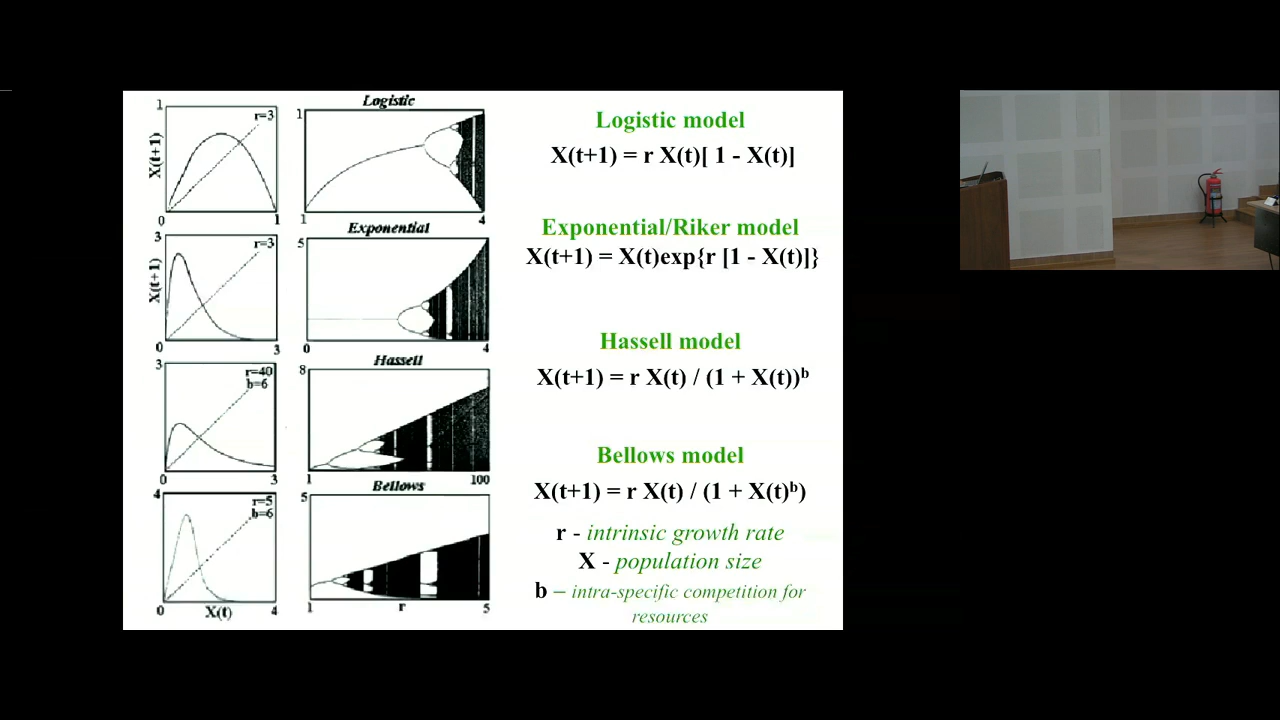 Logistic
1
r=3
X(t+1)
0
1
1
1
4
Exponential
3
r=3
X(t+1)
0
3
5
0
4
Hassell
3
r=40
b=6
0
3
8
1
100
Bellows
4
r=5
b=6
0
X(t)
4
5
1
r
5
Logistic model
X(t+1) = r X(t)[ 1 - X(t)]
Exponential/Riker model
X(t+1) = X(t)exp{r [1 - X(t)]}
Hassell model
X(t+1) = r X(t) / (1 + X(t))ᵇ
Bellows model
X(t+1) = r X(t) / (1 + X(t)ᵇ)
r - intrinsic growth rate
X - population size
b – intra-specific competition for
resources